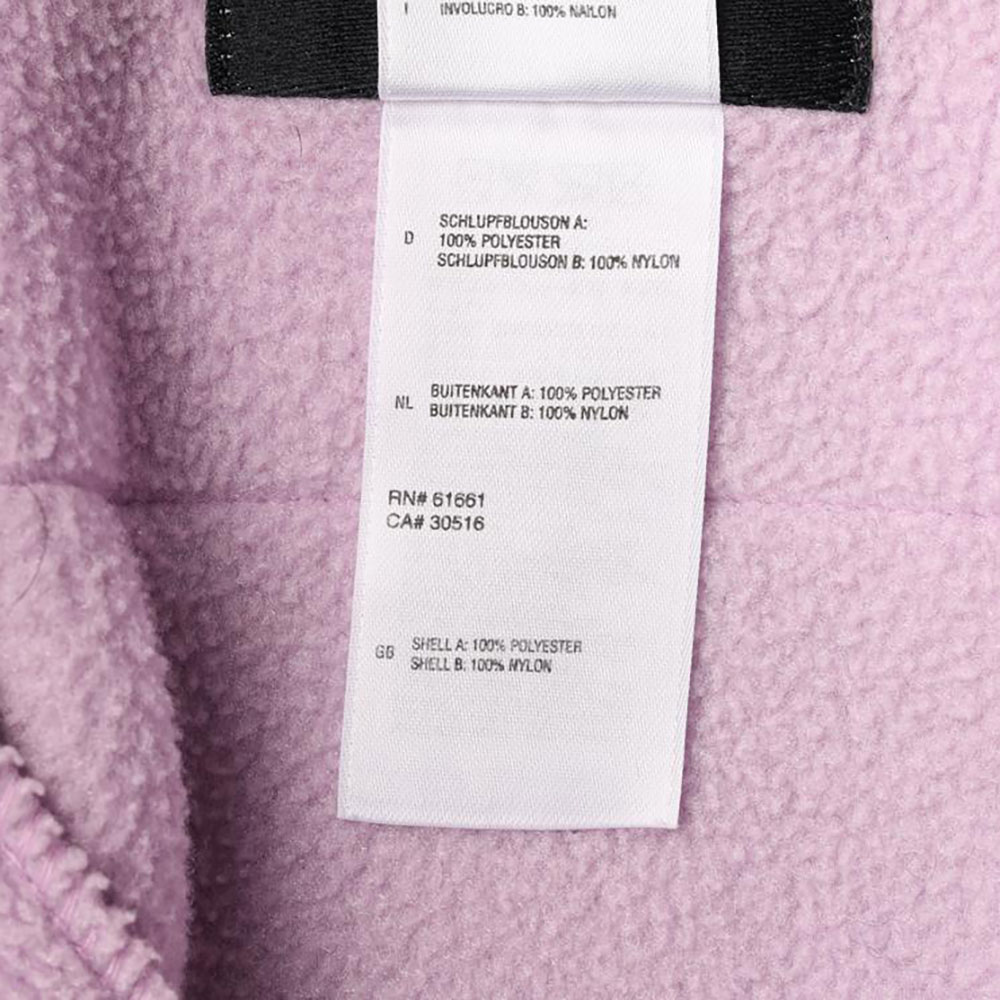 I INVOLUCRO B: 100% NAILON
SCHLUPFBLOUSON A:
D 100% POLYESTER
SCHLUPFBLOUSON B: 100% NYLON
NL BUITENKANT A: 100% POLYESTER
BUITENKANT B: 100% NYLON
RN# 61661
CA# 30516
GB SHELL A: 100% POLYESTER
SHELL B: 100% NYLON